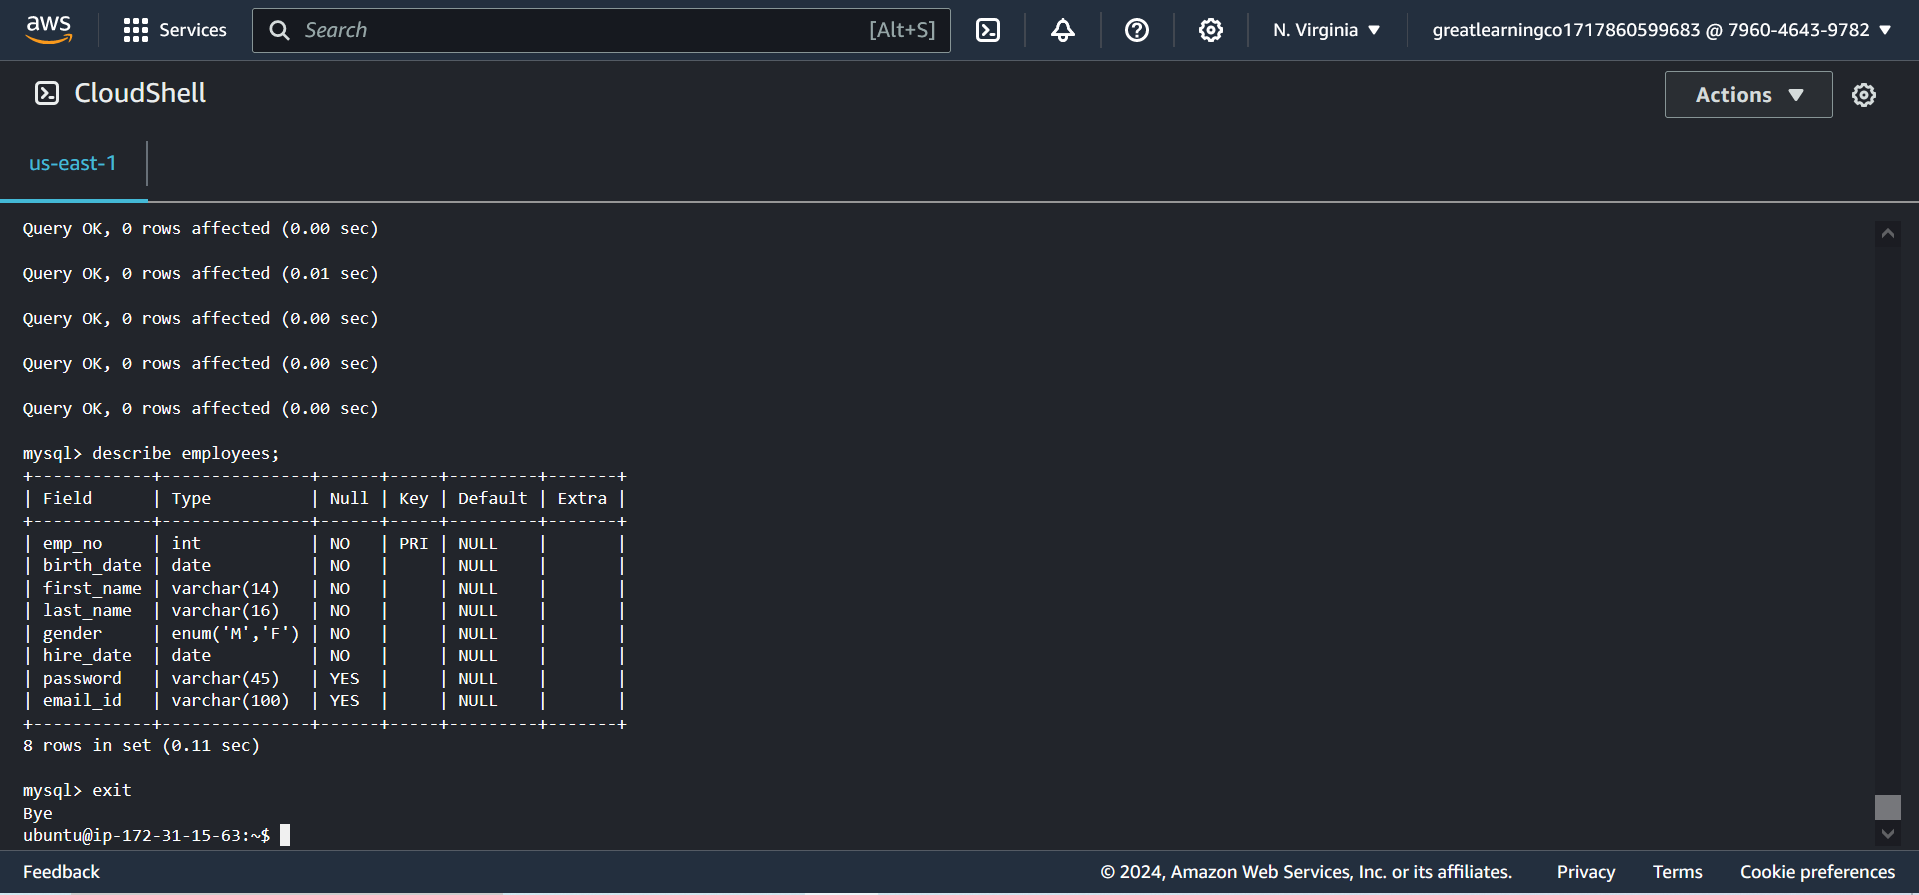 aws Services Search [Alt+S] N. Virginia greatlearningco1717860599683 @ 7960-4643-9782
CloudShell Actions
us-east-1
Query OK, 0 rows affected (0.00 sec)
Query OK, 0 rows affected (0.01 sec)
Query OK, 0 rows affected (0.00 sec)
Query OK, 0 rows affected (0.00 sec)
Query OK, 0 rows affected (0.00 sec)
mysql> describe employees;
+------------+---------------+------+-----+---------+-------+
| Field      | Type          | Null | Key | Default | Extra |
+------------+---------------+------+-----+---------+-------+
| emp_no     | int           | NO   | PRI | NULL    |       |
| birth_date | date          | NO   |     | NULL    |       |
| first_name | varchar(14)   | NO   |     | NULL    |       |
| last_name  | varchar(16)   | NO   |     | NULL    |       |
| gender     | enum('M','F') | NO   |     | NULL    |       |
| hire_date  | date          | NO   |     | NULL    |       |
| password   | varchar(45)   | YES  |     | NULL    |       |
| email_id   | varchar(100)  | YES  |     | NULL    |       |
+------------+---------------+------+-----+---------+-------+
8 rows in set (0.11 sec)
mysql> exit
Bye
ubuntu@ip-172-31-15-63:~$
Feedback © 2024, Amazon Web Services, Inc. or its affiliates. Privacy Terms Cookie preferences